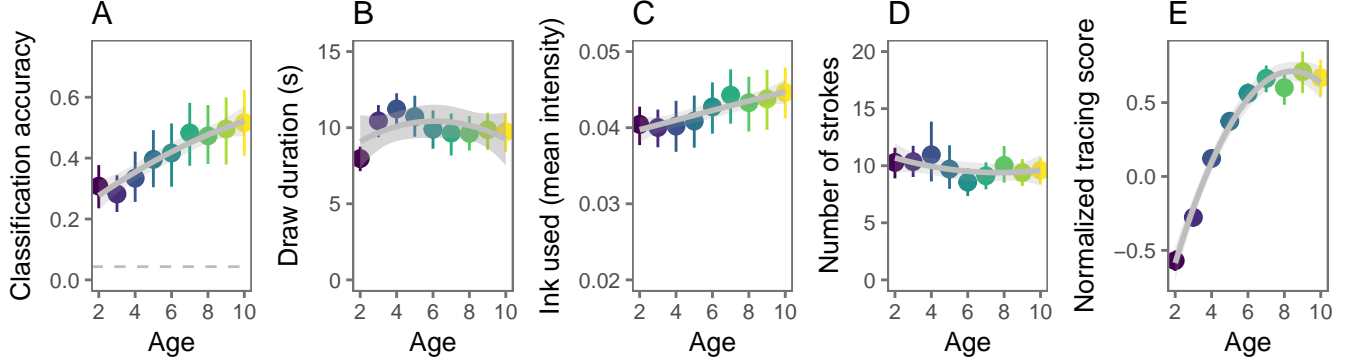 A
B
C
D
E
Classification accuracy
0.6
0.4
0.2
0.0
2 4 6 8 10
Age
Draw duration (s)
15
10
5
0
2 4 6 8 10
Age
Ink used (mean intensity)
0.05
0.04
0.03
0.02
2 4 6 8 10
Age
Number of strokes
20
15
10
5
0
2 4 6 8 10
Age
Normalized tracing score
0.5
0.0
−0.5
2 4 6 8 10
Age